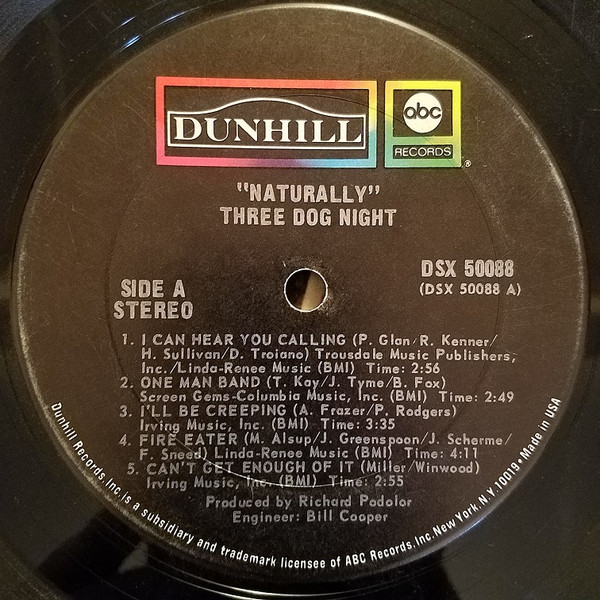 DUNHILL
abc
RECORDS
®
"NATURALLY"
THREE DOG NIGHT
SIDE A
STEREO
DSX 50088
(DSX 50088 A)
1. I CAN HEAR YOU CALLING (P. Glan/R. Kenner/
H. Sullivan/D. Troiano) Trousdale Music Publishers,
Inc./Linda-Renee Music (BMI) Time: 2:56
2. ONE MAN BAND (T. Kay/J. Tyme/B. Fox)
Screen Gems-Columbia Music, Inc. (BMI) Time: 2:49
3. I'LL BE CREEPING (A. Frazer/P. Rodgers)
Irving Music, Inc. (BMI) Time: 3:35
4. FIRE EATER (M. Alsup/J. Greenspoon/J. Scherme/
F. Sneed) Linda-Renee Music (BMI) Time: 4:11
5. CAN'T GET ENOUGH OF IT (Miller/Winwood)
Irving Music, Inc. (BMI) Time: 2:55
Produced by Richard Podolor
Engineer: Bill Cooper
Dunhill Records, Inc. is a subsidiary and trademark licensee of ABC Records, Inc. New York, N.Y. 10019 • Made in USA